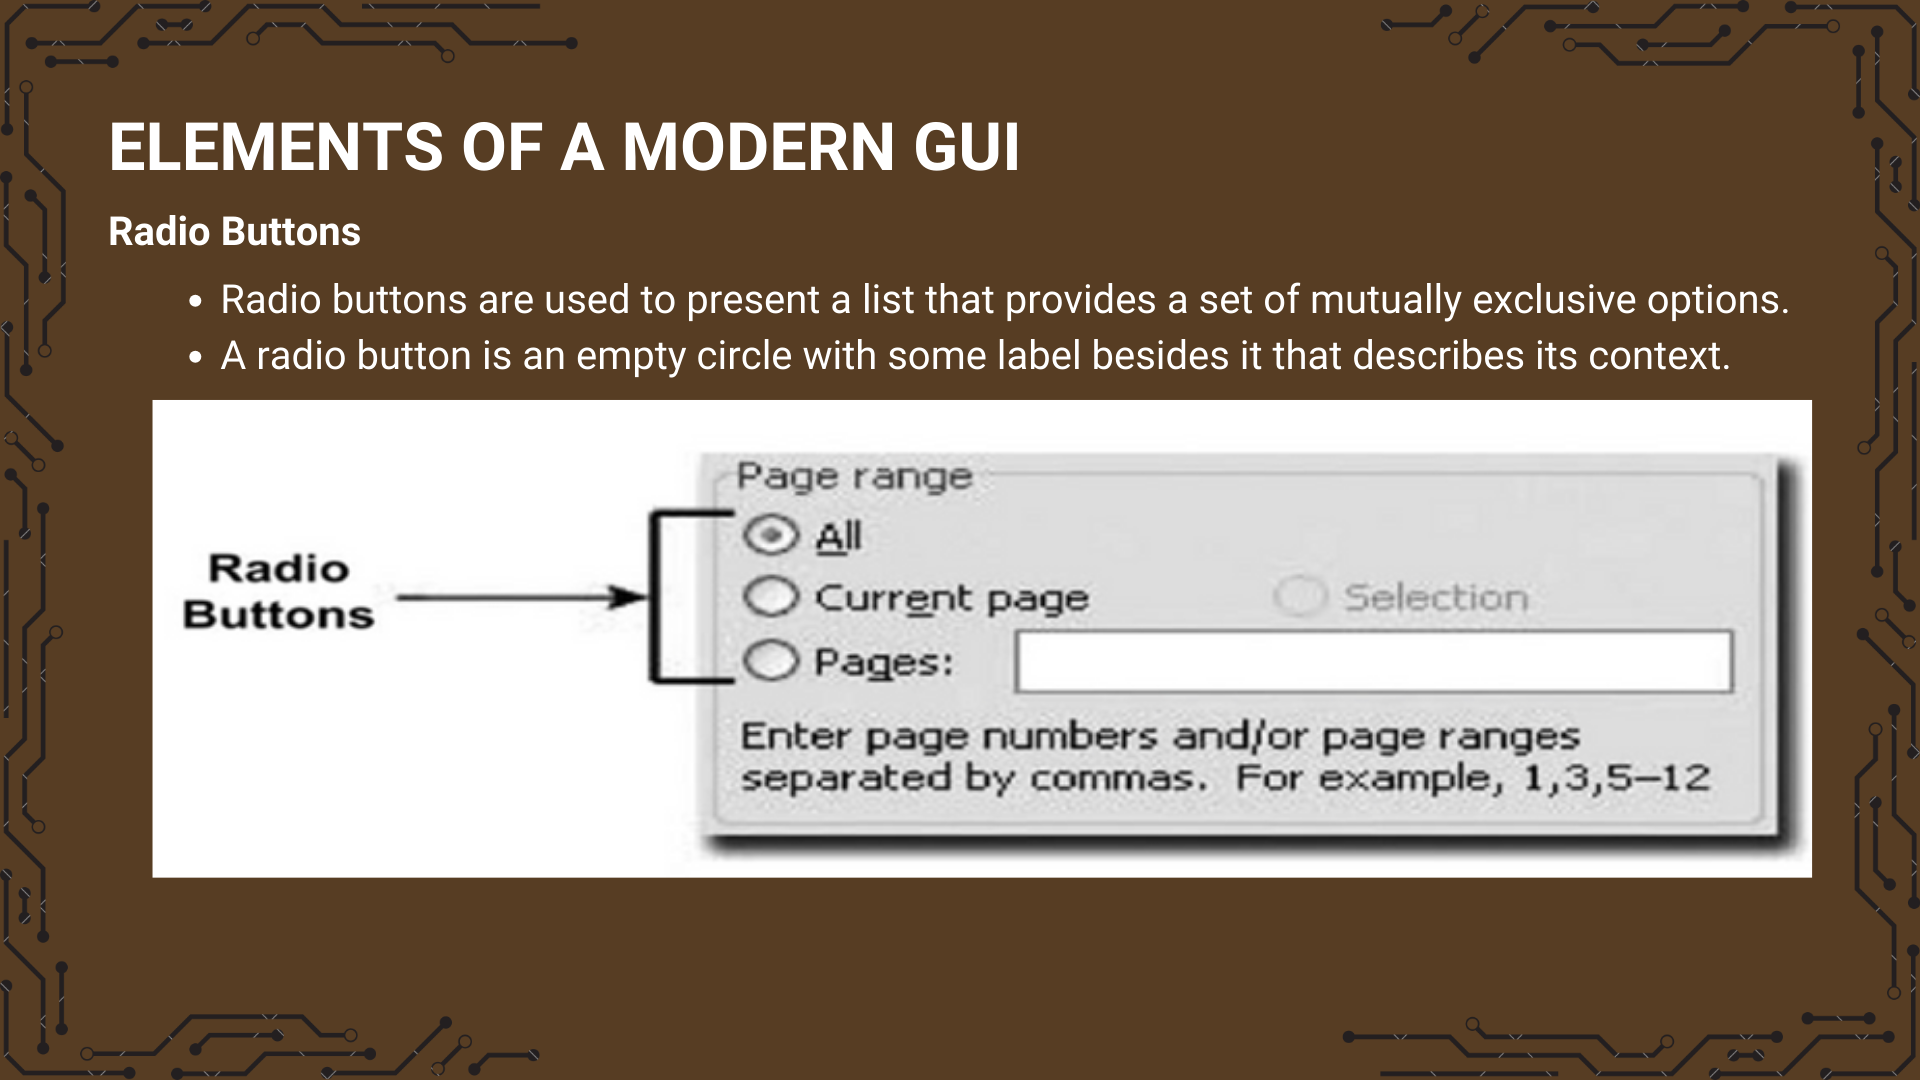 ELEMENTS OF A MODERN GUI
Radio Buttons
• Radio buttons are used to present a list that provides a set of mutually exclusive options.
• A radio button is an empty circle with some label besides it that describes its context.
Radio
Buttons
Page range
All
Current page
Selection
Pages:
Enter page numbers and/or page ranges
separated by commas. For example, 1,3,5–12